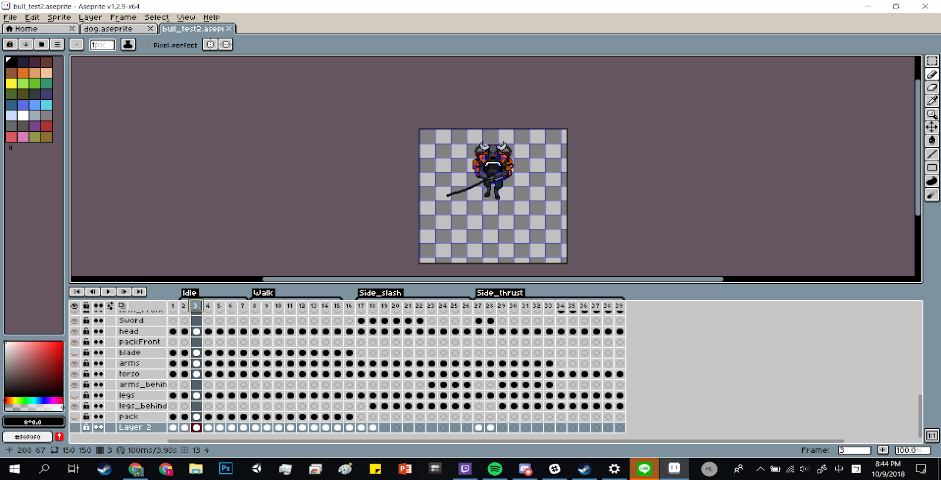 bull_test2.aseprite - Aseprite v1.2.9-x64
File Edit Sprite Layer Frame Select View Help
Home dog.aseprite bull_test2.asepri
1px Pixel-perfect
Idle Walk Side_slash Side_thrust
1 2 3 4 5 6 7 8 9 10 11 12 13 14 15 16 17 18 19 20 21 22 23 24 25 26 27 28 29 30 31 32 33 34 35 36 37 38 39
Sword
head
packFront
blade
arms
torso
arms_behin
legs
legs_behind
pack
Layer 2
#F0F0F0
208 67 150 150 3 100ms/3.90s 13 4
Frame: 3 100.0
1:1
8:44 PM
10/9/2018